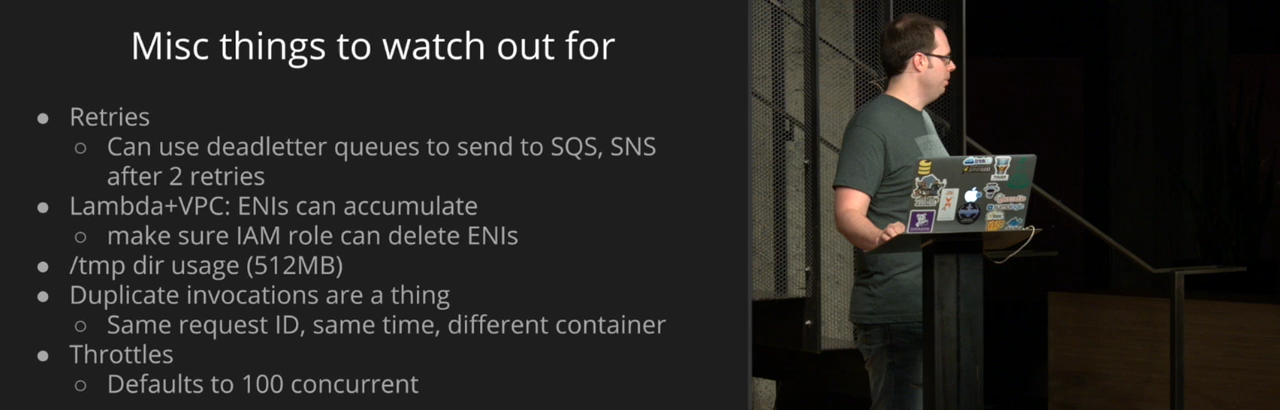 Misc things to watch out for
● Retries
○ Can use deadletter queues to send to SQS, SNS
after 2 retries
● Lambda+VPC: ENIs can accumulate
○ make sure IAM role can delete ENIs
● /tmp dir usage (512MB)
● Duplicate invocations are a thing
○ Same request ID, same time, different container
● Throttles
○ Defaults to 100 concurrent